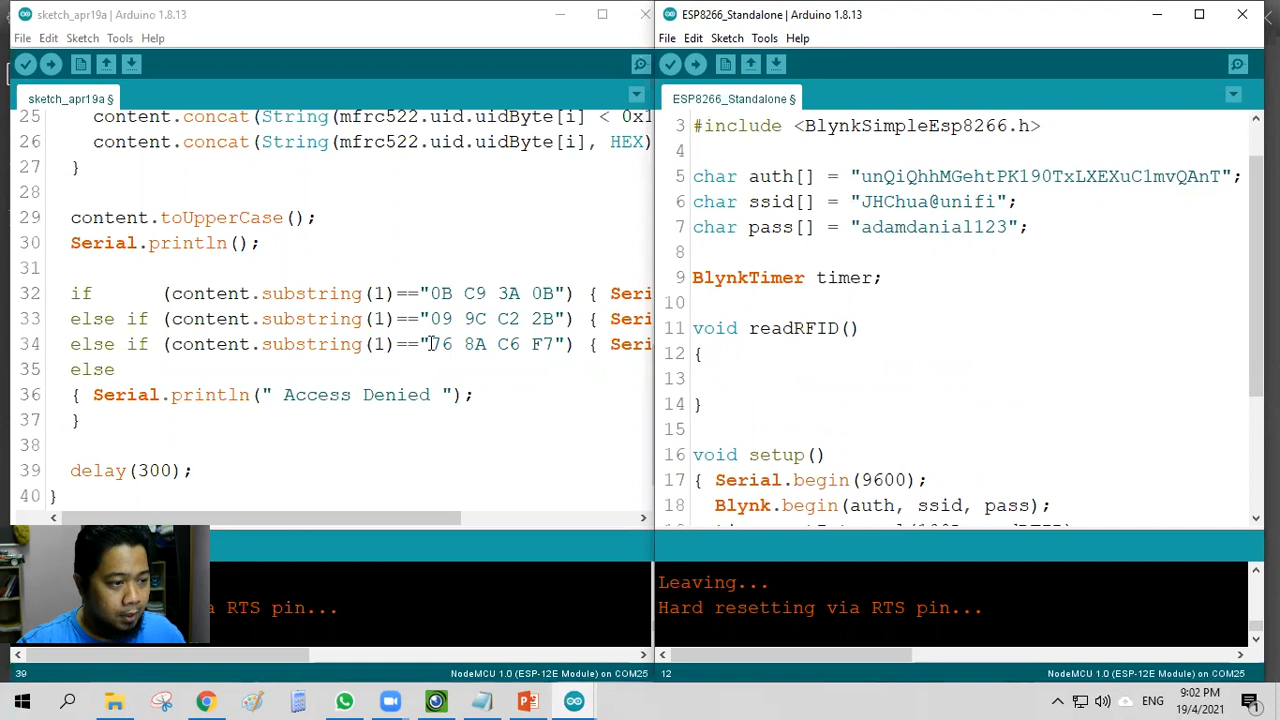 sketch_apr19a | Arduino 1.8.13
File Edit Sketch Tools Help
sketch_apr19a §
25 content.concat(String(mfrc522.uid.uidByte[i] < 0x1
26 content.concat(String(mfrc522.uid.uidByte[i], HEX)
27 }
28
29 content.toUpperCase();
30 Serial.println();
31
32 if (content.substring(1)=="0B C9 3A 0B") { Seri
33 else if (content.substring(1)=="09 9C C2 2B") { Seri
34 else if (content.substring(1)=="76 8A C6 F7") { Seri
35 else
36 { Serial.println(" Access Denied ");
37 }
38
39 delay(300);
40 }
a RTS pin...
39 NodeMCU 1.0 (ESP-12E Module) on COM25
ESP8266_Standalone | Arduino 1.8.13
File Edit Sketch Tools Help
ESP8266_Standalone §
3 #include <BlynkSimpleEsp8266.h>
4
5 char auth[] = "unQiQhhMGehtPK190TxLXEXuC1mvQAnT";
6 char ssid[] = "JHChua@unifi";
7 char pass[] = "adamdanial123";
8
9 BlynkTimer timer;
10
11 void readRFID()
12 {
13
14 }
15
16 void setup()
17 { Serial.begin(9600);
18 Blynk.begin(auth, ssid, pass);
Leaving...
Hard resetting via RTS pin...
12 NodeMCU 1.0 (ESP-12E Module) on COM25
ENG
9:02 PM
19/4/2021